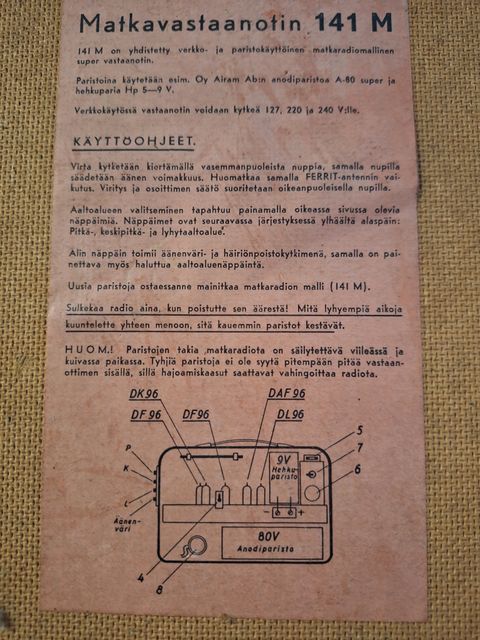 Matkavastaanotin 141 M
141 M on yhdistetty verkko- ja paristokäyttöinen matkaradiomallinen
super vastaanotin.
Paristoina käytetään esim. Oy Airam Ab:n anodiparistoa A-80 super ja
hehkuparia Hp 5—9 V.
Verkkokäytössä vastaanotin voidaan kytkeä 127, 220 ja 240 V:lle.
KÄYTTÖOHJEET.
Virta kytketään kiertämällä vasemmanpuoleista nuppia, samalla nupilla
säädetään äänen voimakkuus. Huomatkaa samalla FERRIT-antennin vai-
kutus. Viritys ja osoittimen säätö suoritetaan oikeanpuoleisella nupilla.
Aaltoalueen valitseminen tapahtuu painamalla oikeassa sivussa olevia
näppäimiä. Näppäimet ovat seuraavassa järjestyksessä ylhäältä alaspäin:
Pitkä-, keskipitkä- ja lyhytaaltoalue.
Alin näppäin toimii äänenväri- ja häiriönpoistokytkimenä, samalla on pai-
nettava myös haluttua aaltoaluenäppäintä.
Uusia paristoja ostaessanne mainitkaa matkaradion malli (141 M).
Sulkekaa radio aina, kun poistutte sen äärestä! Mitä lyhyempiä aikoja
kuuntelette yhteen menoon, sitä kauemmin paristot kestävät.
HUOM.! Paristojen takia matkaradiota on säilytettävä viileässä ja
kuivassa paikassa. Tyhjiä paristoja ei ole syytä pitempään pitää vastaan-
ottimen sisällä, sillä hajoamiskaasut saattavat vahingoittaa radiota.
DK96 DAF96
DF96 DF96 DL96
5
7
6
P
K
L
Äänen-
väri
9V
Hehku-
paristo
- +
80V
Anodiparisto
4
8